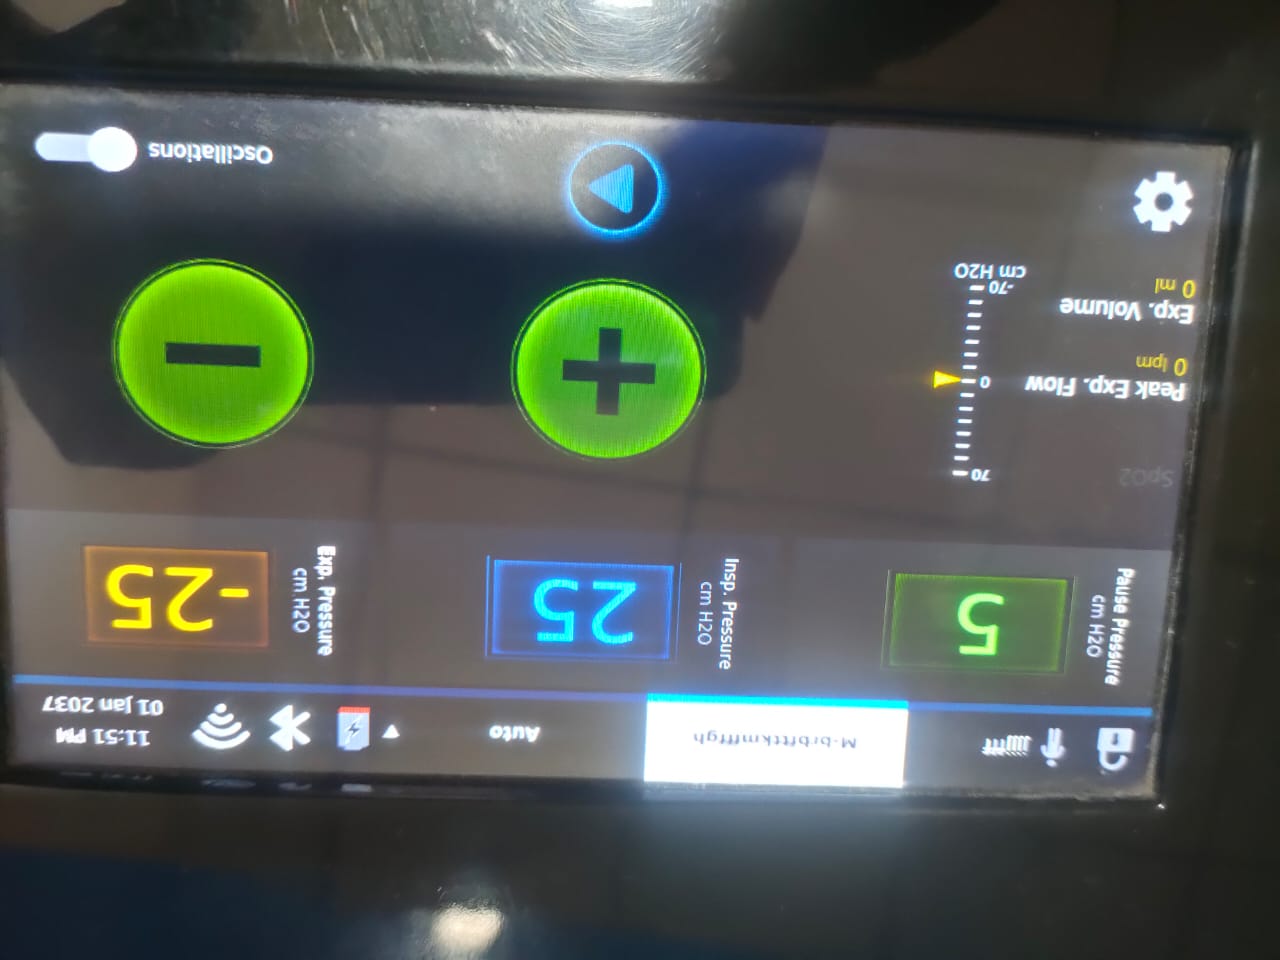 Auto
11:51 PM
01 Jan 2037
Pause Pressure
cm H2O
5
Insp. Pressure
cm H2O
25
Exp. Pressure
cm H2O
-25
SpO2
Peak Exp. Flow
0 lpm
Exp. Volume
0 ml
70
0
-70
cm H2O
Oscillations